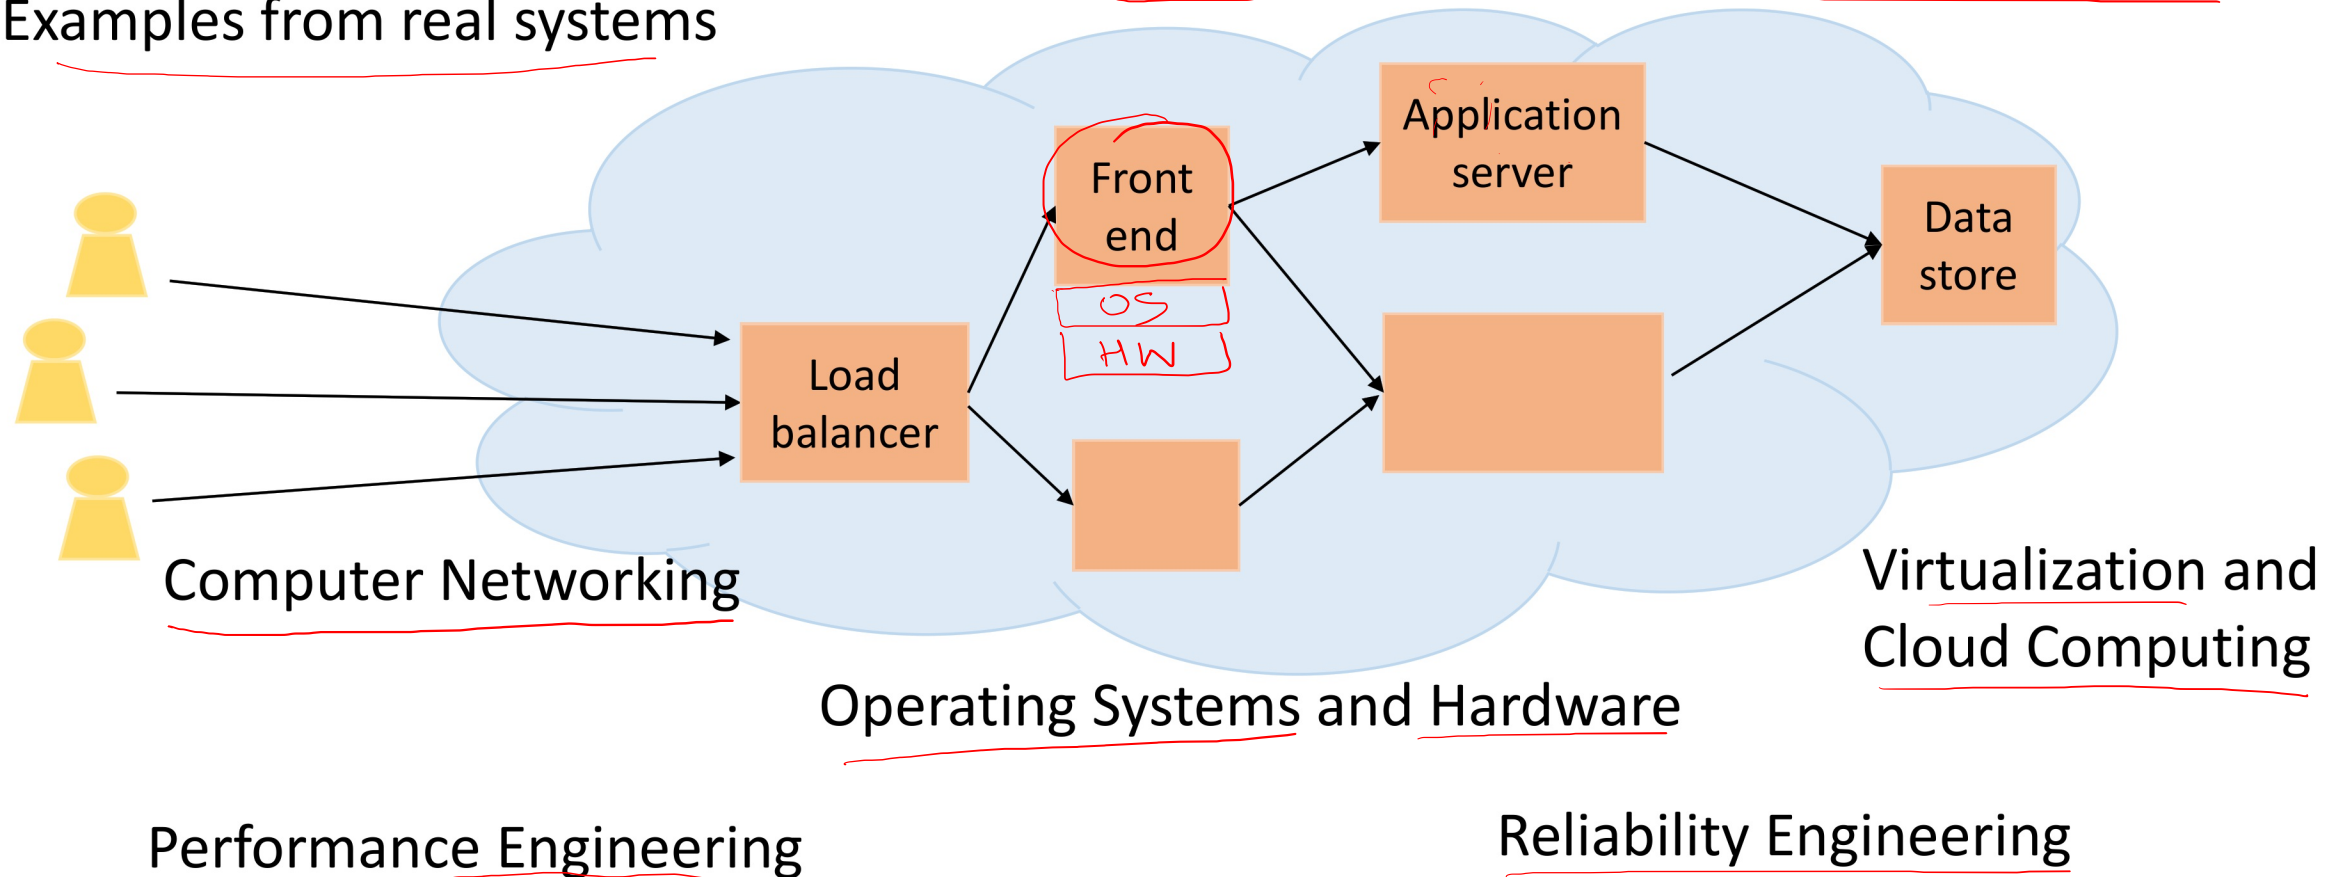 Examples from real systems
Application
server
Front
end
Data
store
OS
HW
Load
balancer
Computer Networking
Virtualization and
Cloud Computing
Operating Systems and Hardware
Performance Engineering
Reliability Engineering